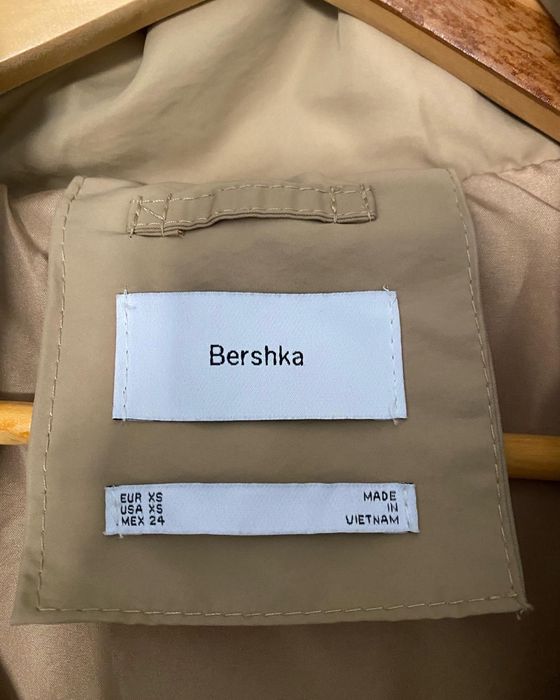 Bershka
EUR XS
USA XS
MEX 24
MADE
IN
VIETNAM